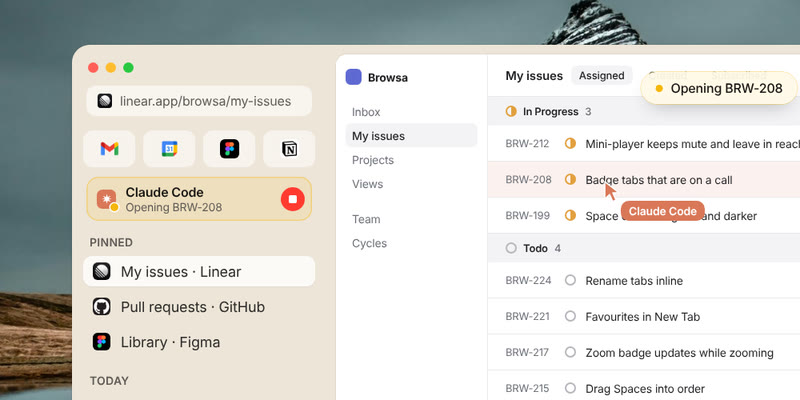 linear.app/browsa/my-issues
31
Claude Code
Opening BRW-208
PINNED
My issues · Linear
Pull requests · GitHub
Library · Figma
TODAY
Browsa
Inbox
My issues
Projects
Views
Team
Cycles
My issues
Assigned
Opening BRW-208
In Progress 3
BRW-212 Mini-player keeps mute and leave in reach
BRW-208 Badge tabs that are on a call
Claude Code
BRW-199 Space and darker
Todo 4
BRW-224 Rename tabs inline
BRW-221 Favourites in New Tab
BRW-217 Zoom badge updates while zooming
BRW-215 Drag Spaces into order